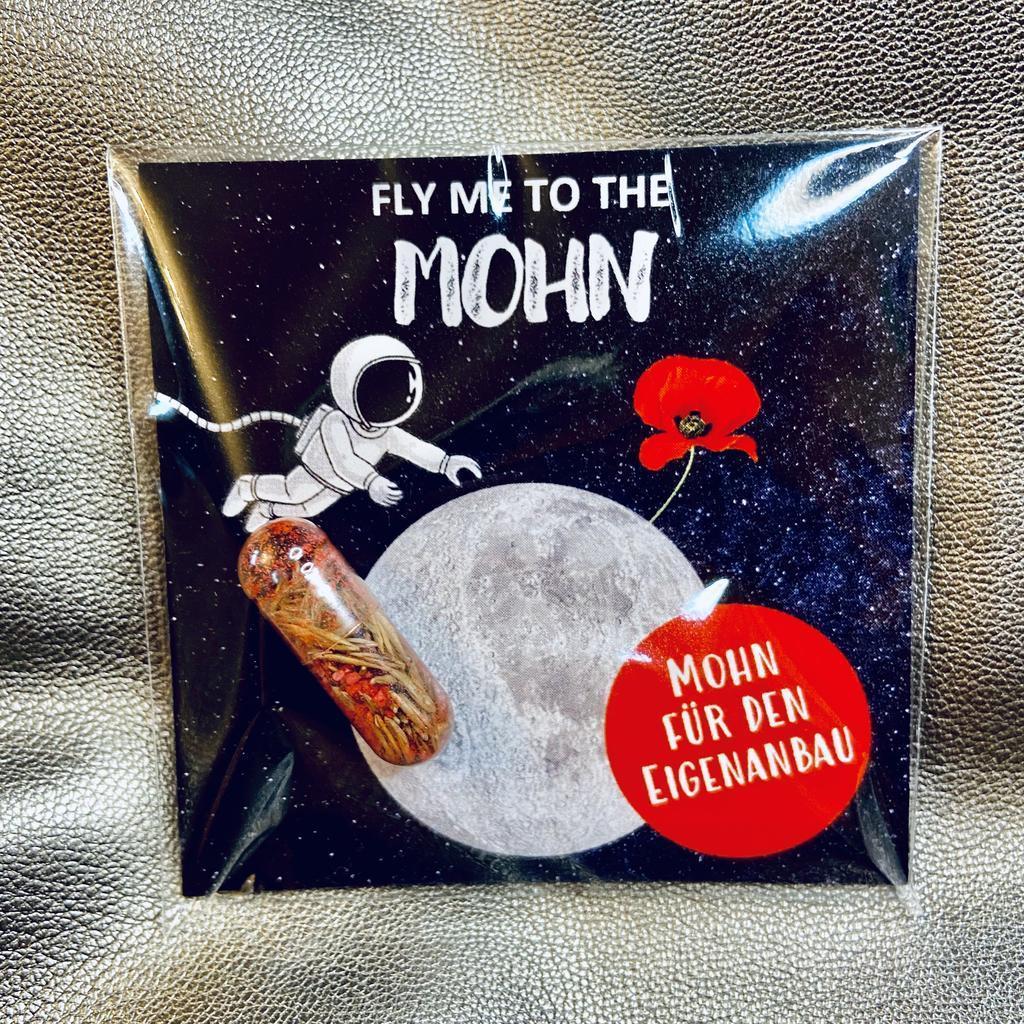 FLY ME TO THE
MOHN
MOHN
FÜR DEN
EIGENANBAU